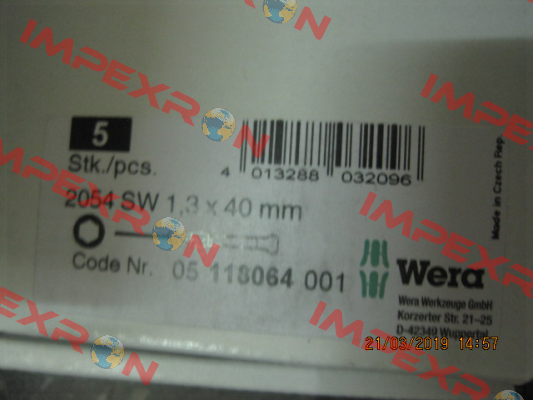 IMPEXRON
5
Stk./pcs.
4 013288 032096
2054 SW 1,3 x 40 mm
Code Nr. 05 118064 001
Wera
Wera Werkzeuge GmbH
Korzerter Str. 21-25
D-42349 Wuppertal
Made in Czech Rep.
21/03/2019 14:57
IMPEXRON
IMPEXRON
IMPEXRON
IMPEXRON